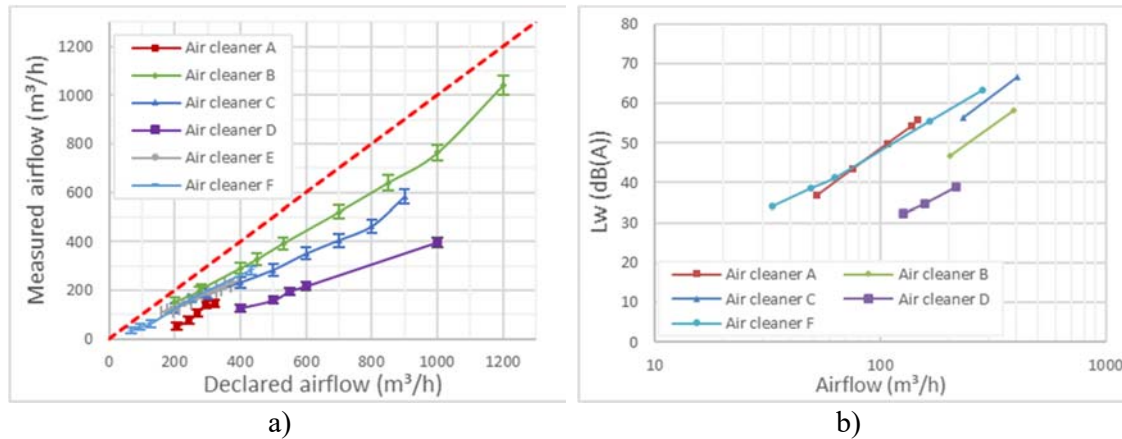 Measured airflow (m³/h)
1200
1000
800
600
400
200
0
Air cleaner A
Air cleaner B
Air cleaner C
Air cleaner D
Air cleaner E
Air cleaner F
0 200 400 600 800 1000 1200
Declared airflow (m³/h)
a)
Lw (dB(A))
80
70
60
50
40
30
20
10
0
Air cleaner A Air cleaner B
Air cleaner C Air cleaner D
Air cleaner F
10 100 1000
Airflow (m³/h)
b)